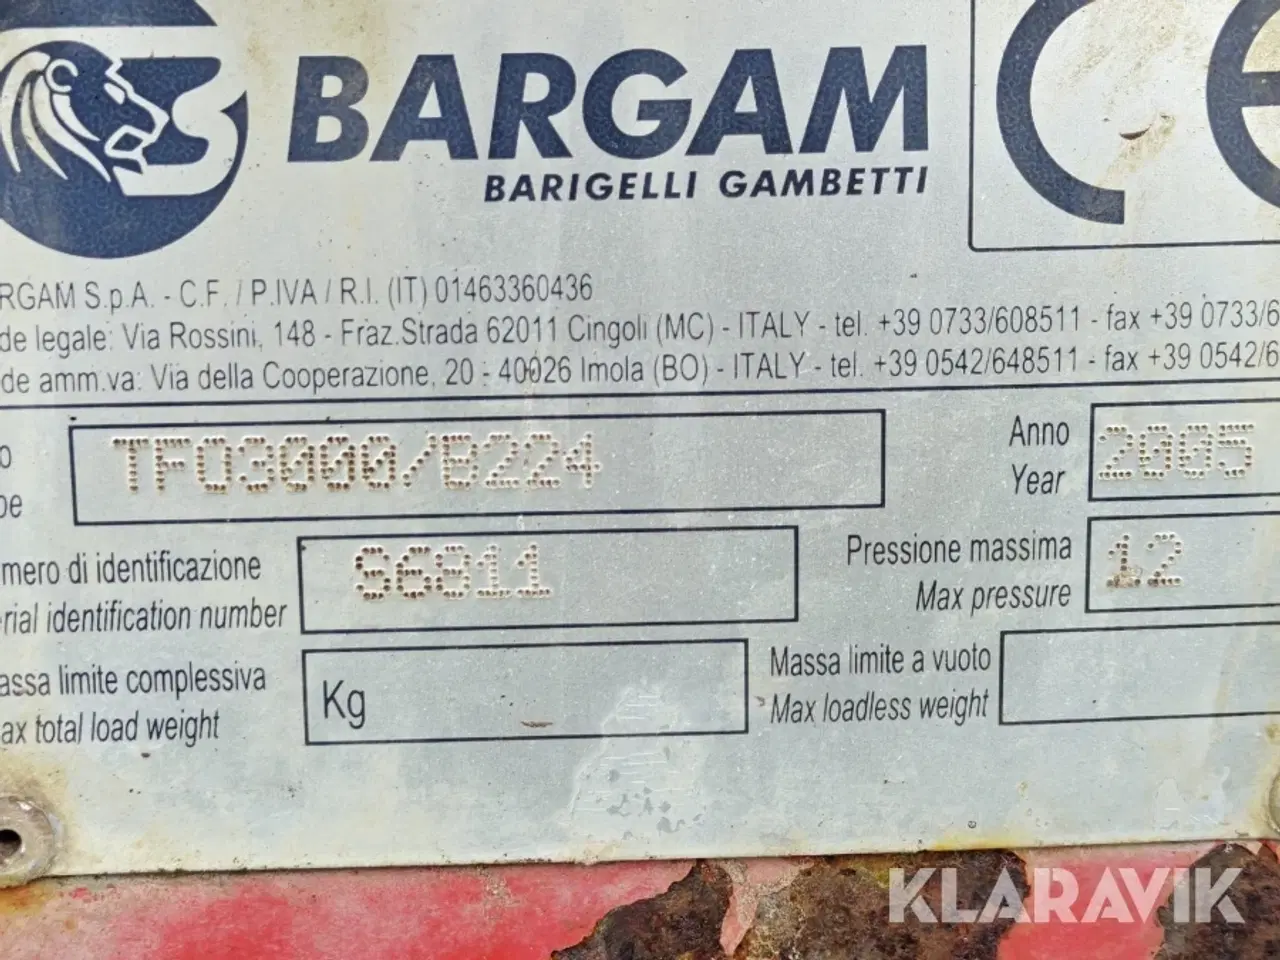 BARGAM
BARIGELLI GAMBETTI
CE
RGAM S.p.A. - C.F. / P.IVA / R.I. (IT) 01463360436
de legale: Via Rossini, 148 - Fraz.Strada 62011 Cingoli (MC) - ITALY - tel. +39 0733/608511 - fax +39 0733/6
de amm.va: Via della Cooperazione, 20 - 40026 Imola (BO) - ITALY - tel. +39 0542/648511 - fax +39 0542/6
po TFO3000/B224 Anno 2005
pe Year
mero di identificazione S6811 Pressione massima 12
erial identification number Max pressure
assa limite complessiva Kg Massa limite a vuoto
ax total load weight Max loadless weight
KLARAVIK